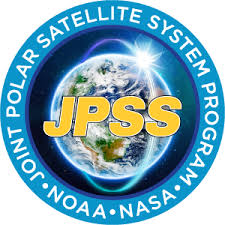 JOINT POLAR SATELLITE SYSTEM PROGRAM
JPSS
• NOAA • NASA •